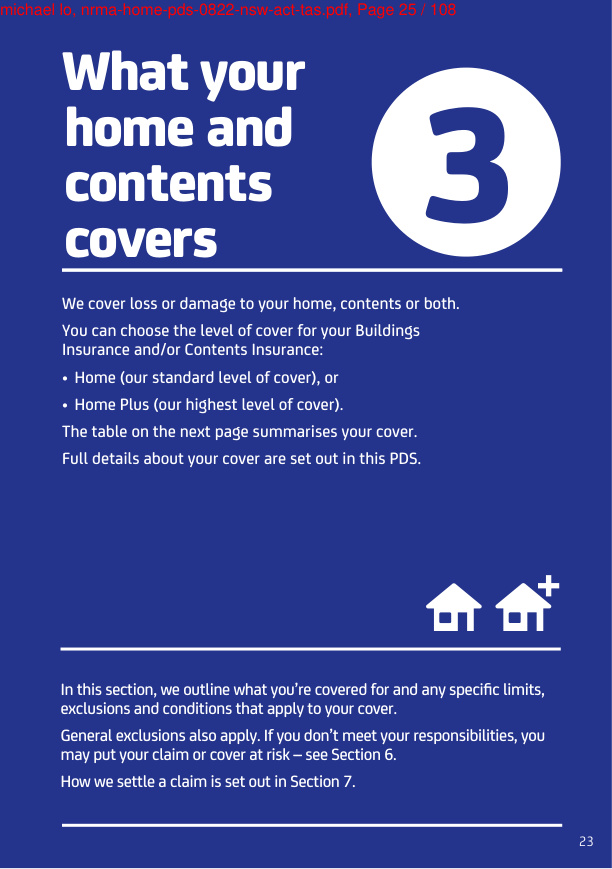 michael lo, nrma-home-pds-0822-nsw-act-tas.pdf, Page 25 / 108
What your
home and
contents
covers
3
We cover loss or damage to your home, contents or both.
You can choose the level of cover for your Buildings
Insurance and/or Contents Insurance:
• Home (our standard level of cover), or
• Home Plus (our highest level of cover).
The table on the next page summarises your cover.
Full details about your cover are set out in this PDS.
In this section, we outline what you’re covered for and any specific limits,
exclusions and conditions that apply to your cover.
General exclusions also apply. If you don’t meet your responsibilities, you
may put your claim or cover at risk – see Section 6.
How we settle a claim is set out in Section 7.
23